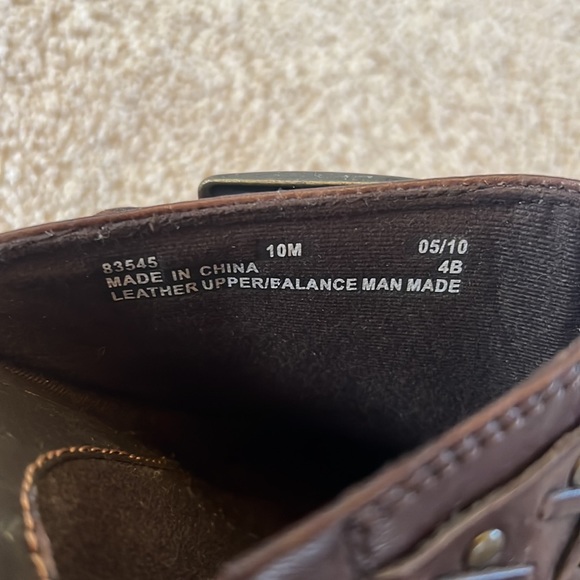 83545 10M 05/10
MADE IN CHINA 4B
LEATHER UPPER/BALANCE MAN MADE